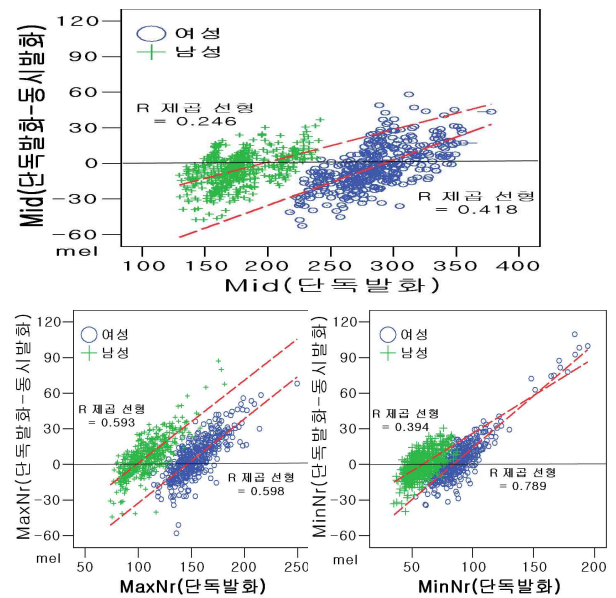 Mid(단독발화-동시발화)
120
90
60
30
0
-30
-60
mel
여성
남성
R 제곱 선형
= 0.246
R 제곱 선형
= 0.418
100 150 200 250 300 350 400
Mid(단독발화)
MaxNr(단독발화-동시발화)
120
90
60
30
0
-30
-60
mel
여성
남성
R 제곱 선형
= 0.593
R 제곱 선형
= 0.598
50 100 150 200 250
MaxNr(단독발화)
MinNr(단독발화-동시발화)
120
90
60
30
0
-30
-60
mel
여성
남성
R 제곱 선형
= 0.394
R 제곱 선형
= 0.789
50 100 150 200
MinNr(단독발화)